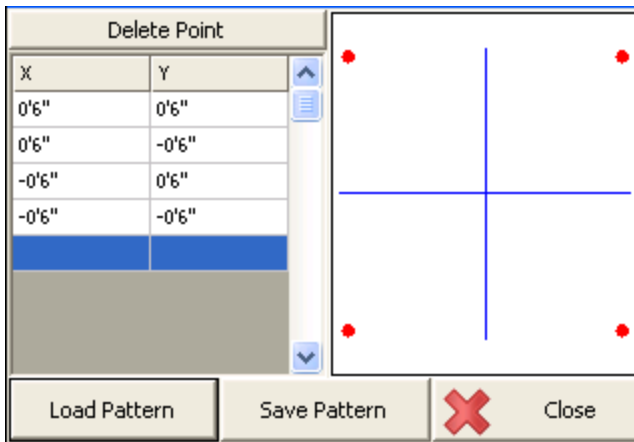 Delete Point
X Y
0'6" 0'6"
0'6" -0'6"
-0'6" 0'6"
-0'6" -0'6"
Load Pattern Save Pattern Close